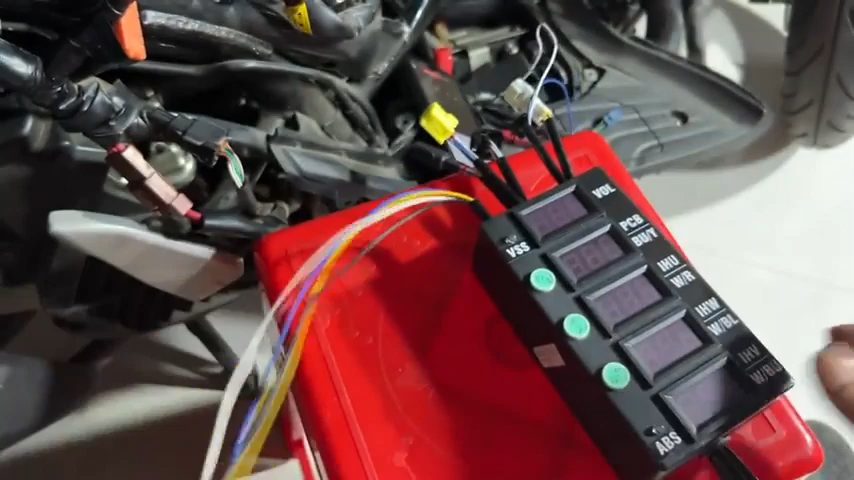 VOL
PCB
BU/Y
VSS
IHU
W/R
IHW
W/BL
IHV
W/BU
ABS